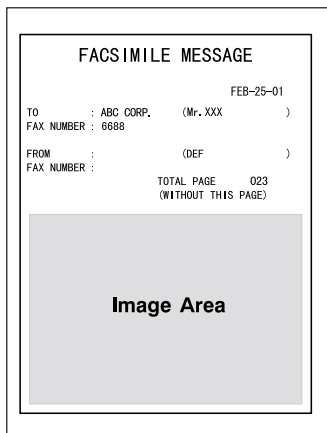 FACSIMILE MESSAGE
FEB-25-01
TO : ABC CORP. (Mr. XXX )
FAX NUMBER : 6688
FROM : (DEF )
FAX NUMBER :
TOTAL PAGE 023
(WITHOUT THIS PAGE)
Image Area